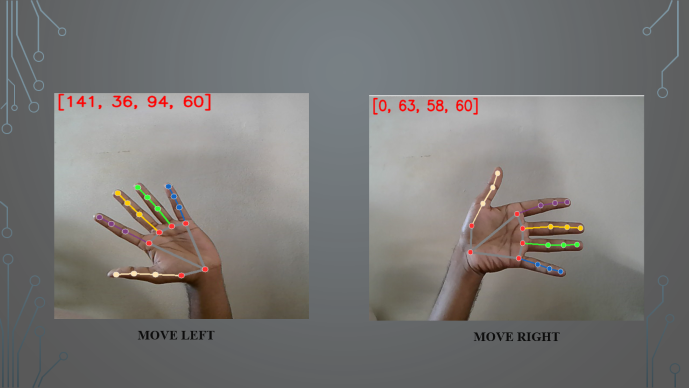 [141, 36, 94, 60]
[0, 63, 58, 60]
MOVE LEFT
MOVE RIGHT